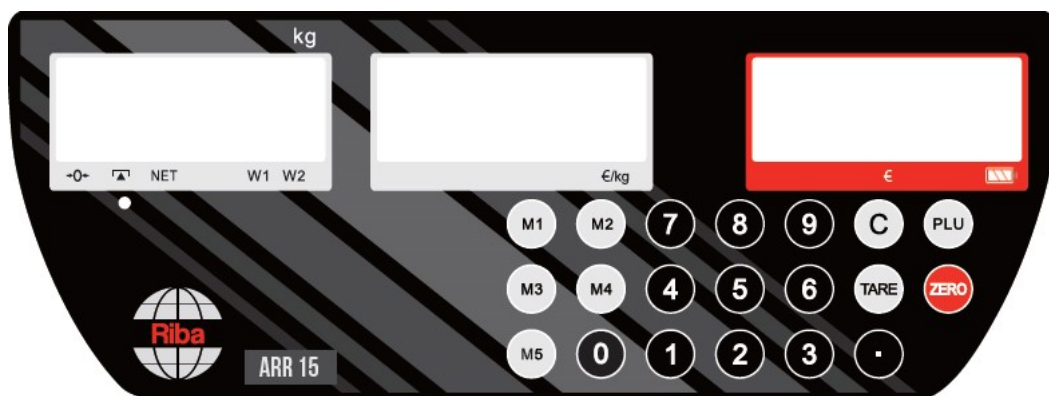 kg
→0← NET W1 W2
€/kg
€
M1 M2 7 8 9 C PLU
M3 M4 4 5 6 TARE ZERO
M5 0 1 2 3 .
Riba
ARR 15